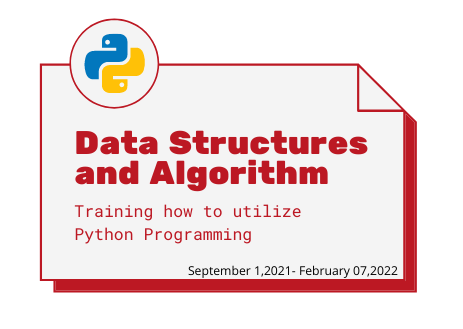 Data Structures
and Algorithm
Training how to utilize
Python Programming
September 1,2021- February 07,2022